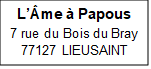 L'Âme à Papous
7 rue du Bois du Bray
77127 LIEUSAINT